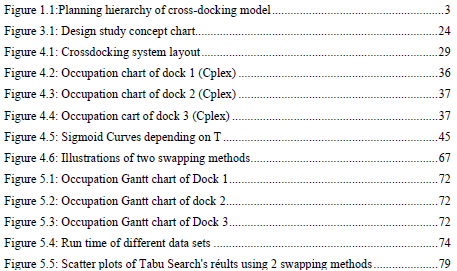 Figure 1.1:Planning hierarchy of cross-docking model.......................................................3
Figure 3.1: Design study concept chart.......................................................24
Figure 4.1: Crossdocking system layout.......................................................29
Figure 4.2: Occupation chart of dock 1 (Cplex).......................................................36
Figure 4.3: Occupation chart of dock 2 (Cplex).......................................................37
Figure 4.4: Occupation cart of dock 3 (Cplex).......................................................37
Figure 4.5: Sigmoid Curves depending on T.......................................................45
Figure 4.6: Illustrations of two swapping methods.......................................................67
Figure 5.1: Occupation Gantt chart of Dock 1.......................................................72
Figure 5.2: Occupation Gantt chart of dock 2.......................................................72
Figure 5.3: Occupation Gantt chart of Dock 3.......................................................72
Figure 5.4: Run time of different data sets.......................................................74
Figure 5.5: Scatter plots of Tabu Search's réults using 2 swapping methods...........................79